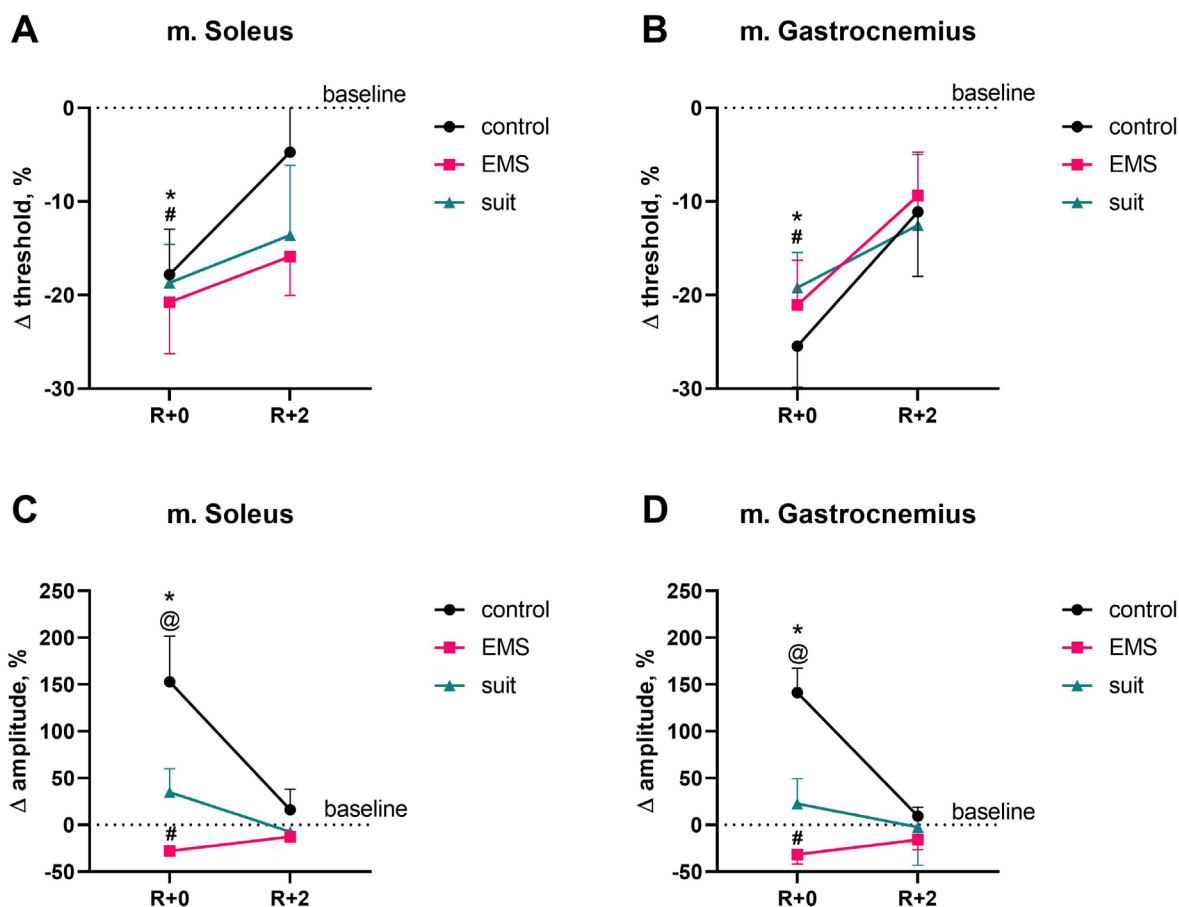 A m. Soleus
0
-10
-20
-30
Δ threshold, %
baseline
*
#
R+0 R+2
control
EMS
suit
B m. Gastrocnemius
0
-10
-20
-30
Δ threshold, %
baseline
*
#
R+0 R+2
control
EMS
suit
C m. Soleus
250
200
150
100
50
0
-50
Δ amplitude, %
*
@
#
baseline
R+0 R+2
control
EMS
suit
D m. Gastrocnemius
250
200
150
100
50
0
-50
Δ amplitude, %
*
@
#
baseline
R+0 R+2
control
EMS
suit